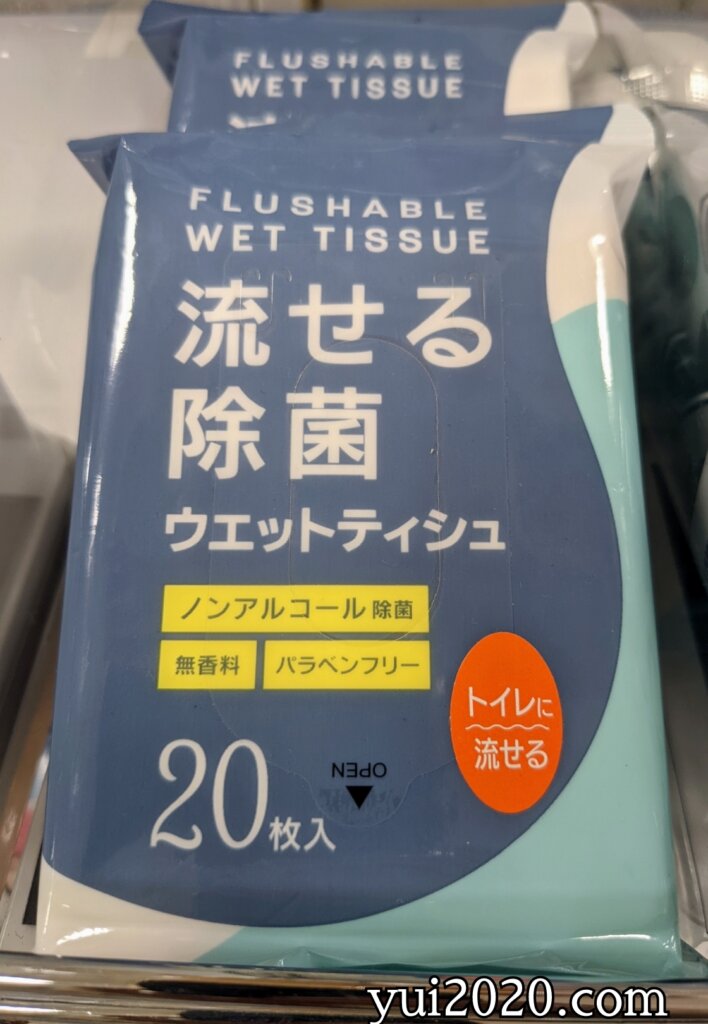 FLUSHABLE
WET TISSUE
FLUSHABLE
WET TISSUE
流せる
除菌
ウエットティシュ
ノンアルコール 除菌
無香料 パラベンフリー
トイレに
流せる
OPEN
20枚入
yui2020.com